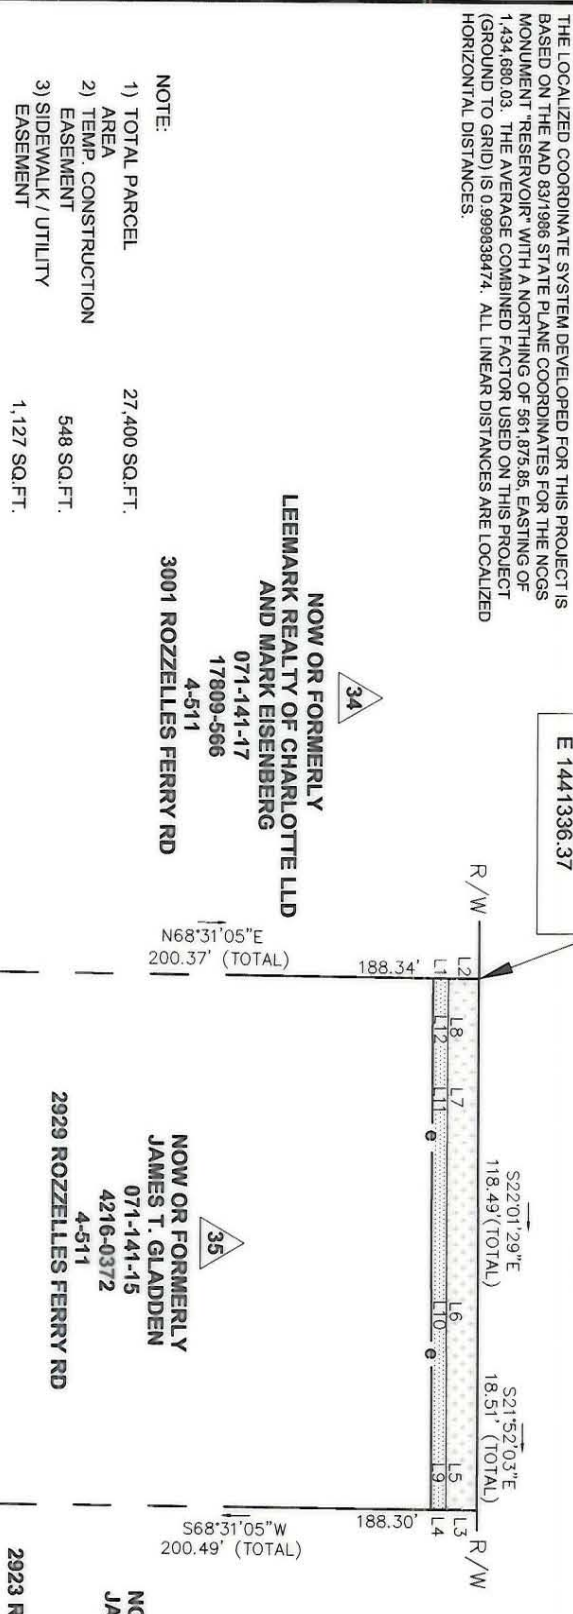 THE LOCALIZED COORDINATE SYSTEM DEVELOPED FOR THIS PROJECT IS
BASED ON THE NAD 83/1986 STATE PLANE COORDINATES FOR THE NCGS
MONUMENT "RESERVOIR" WITH A NORTHING OF 561,875.85, EASTING OF
1,434,680.03. THE AVERAGE COMBINED FACTOR USED ON THIS PROJECT
(GROUND TO GRID) IS 0.999838474. ALL LINEAR DISTANCES ARE LOCALIZED
HORIZONTAL DISTANCES.
E 1441336.37
R/W
S22°01'29"E
118.49' (TOTAL)
S21°52'03"E
18.51' (TOTAL)
R/W
L2
L1
L8
L12
L7
L11
e
L6
L10
e
L5
L9
L3
L4
188.34'
N68°31'05"E
200.37' (TOTAL)
188.30'
S68°31'05"W
200.49' (TOTAL)
34
NOW OR FORMERLY
LEEMARK REALTY OF CHARLOTTE LLD
AND MARK EISENBERG
071-141-17
17809-566
4-511
3001 ROZZELLES FERRY RD
35
NOW OR FORMERLY
JAMES T. GLADDEN
071-141-15
4216-0372
4-511
2929 ROZZELLES FERRY RD
NO
JA
2923 R
NOTE:
1) TOTAL PARCEL
AREA 27,400 SQ.FT.
2) TEMP. CONSTRUCTION
EASEMENT 548 SQ.FT.
3) SIDEWALK / UTILITY
EASEMENT 1,127 SQ.FT.